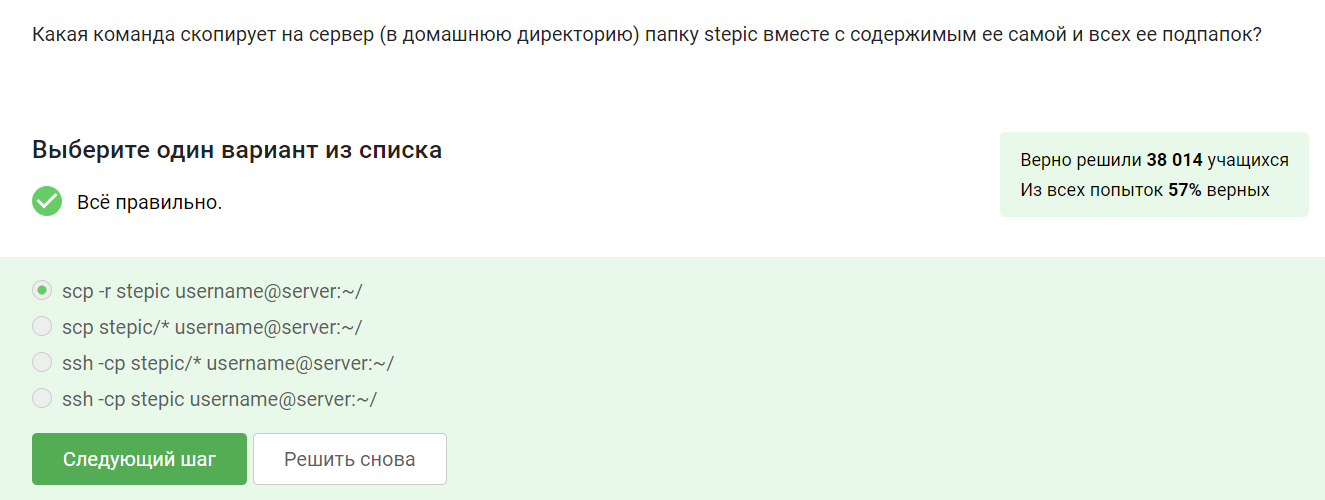 Какая команда скопирует на сервер (в домашнюю директорию) папку stepic вместе с содержимым ее самой и всех ее подпапок?
Выберите один вариант из списка
Всё правильно.
Верно решили 38 014 учащихся
Из всех попыток 57% верных
scp -r stepic username@server:~/
scp stepic/* username@server:~/
ssh -cp stepic/* username@server:~/
ssh -cp stepic username@server:~/
Следующий шаг
Решить снова